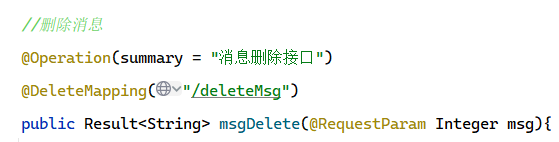 //删除消息
@Operation(summary = "消息删除接口")
@DeleteMapping("/deleteMsg")
public Result<String> msgDelete(@RequestParam Integer msg){